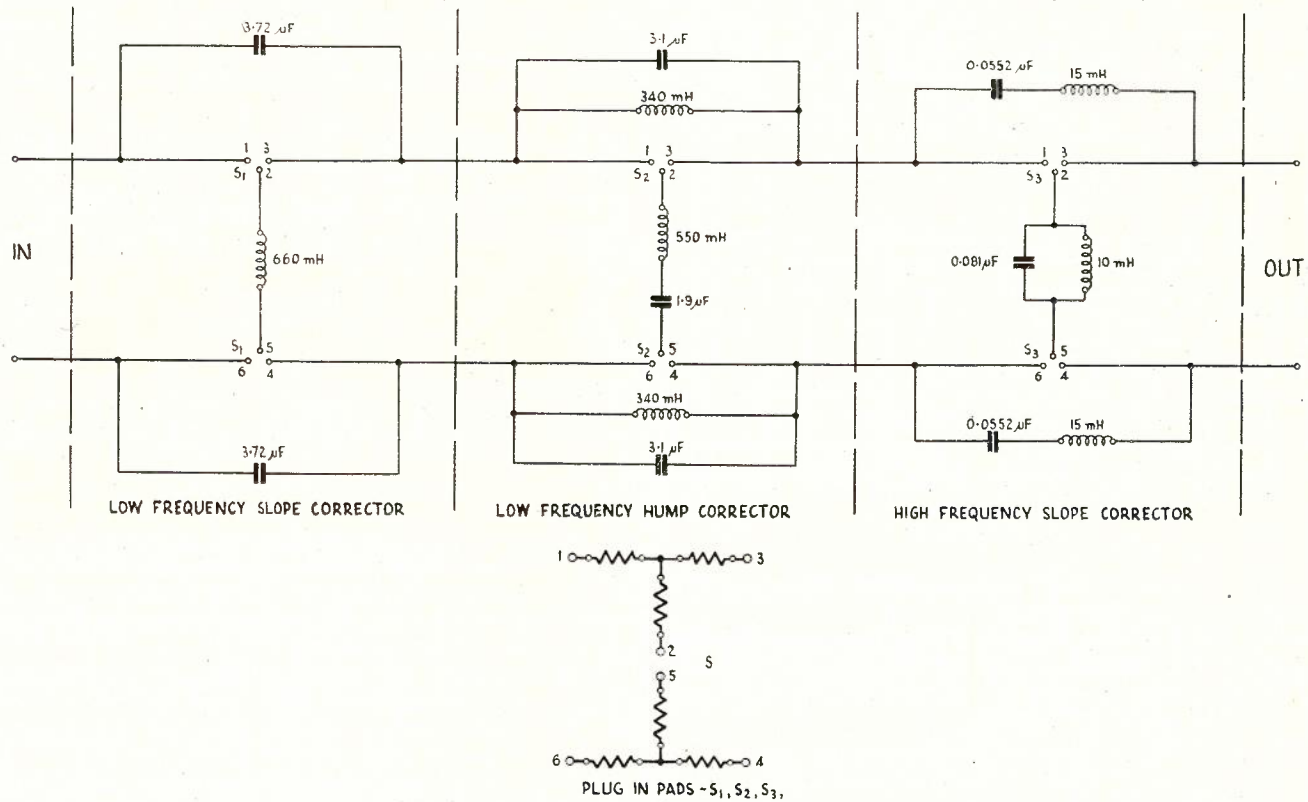 3.72 μF
3.1 μF
0.0552 μF
15 mH
340 mH
1 3
S₁ 2
1 3
S₂ 2
1 3
S₃ 2
IN
660 mH
550 mH
1.9 μF
0.081 μF
10 mH
OUT
S₁ 5
6 4
S₂ 5
6 4
S₃ 5
6 4
340 mH
3.1 μF
0.0552 μF
15 mH
3.72 μF
LOW FREQUENCY SLOPE CORRECTOR
LOW FREQUENCY HUMP CORRECTOR
HIGH FREQUENCY SLOPE CORRECTOR
1
3
2
S
5
6
4
PLUG IN PADS - S₁, S₂, S₃,